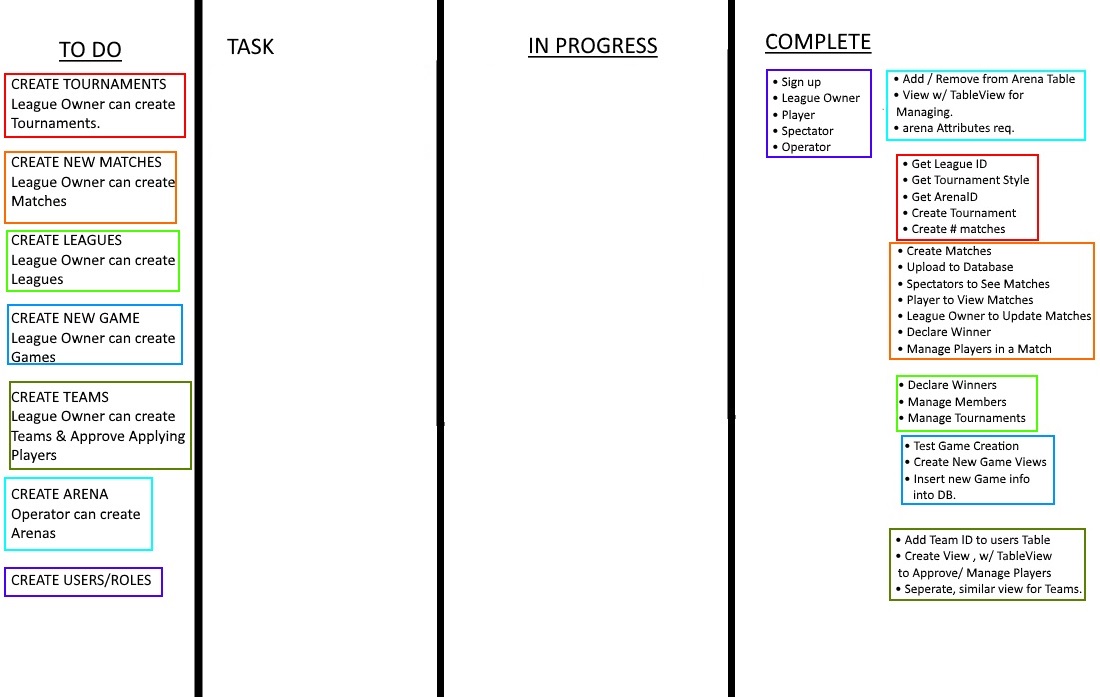 TO DO
CREATE TOURNAMENTS
League Owner can create
Tournaments.
CREATE NEW MATCHES
League Owner can create
Matches
CREATE LEAGUES
League Owner can create
Leagues
CREATE NEW GAME
League Owner can create
Games
CREATE TEAMS
League Owner can create
Teams & Approve Applying
Players
CREATE ARENA
Operator can create
Arenas
CREATE USERS/ROLES
TASK
IN PROGRESS
COMPLETE
• Sign up
• League Owner
• Player
• Spectator
• Operator
• Add / Remove from Arena Table
• View w/ TableView for
Managing.
• arena Attributes req.
• Get League ID
• Get Tournament Style
• Get ArenaID
• Create Tournament
• Create # matches
• Create Matches
• Upload to Database
• Spectators to See Matches
• Player to View Matches
• League Owner to Update Matches
• Declare Winner
• Manage Players in a Match
• Declare Winners
• Manage Members
• Manage Tournaments
• Test Game Creation
• Create New Game Views
• Insert new Game info
into DB.
• Add Team ID to users Table
• Create View , w/ TableView
to Approve/ Manage Players
• Seperate, similar view for Teams.